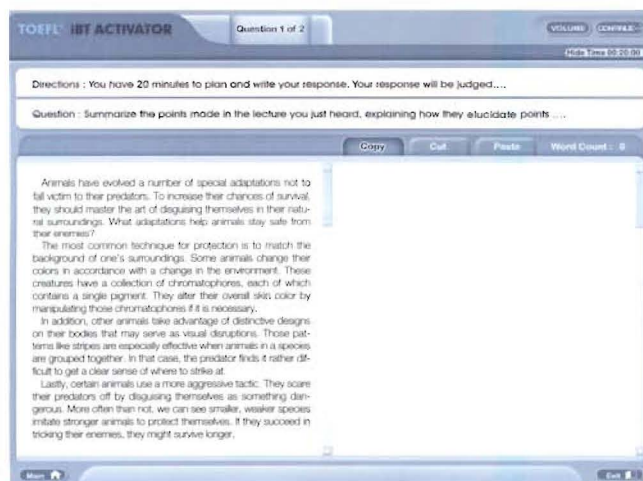 TOEFL® iBT ACTIVATOR
Question 1 of 2
VOLUME
CONTINUE
Hide Time 00:20:00
Directions : You have 20 minutes to plan and write your response. Your response will be judged....
Question : Summarize the points made in the lecture you just heard, explaining how they elucidate points ....
Copy
Cut
Paste
Word Count : 0
Animals have evolved a number of special adaptations not to
fall victim to their predators. To increase their chances of survival,
they should master the art of disguising themselves in their natu-
ral surroundings. What adaptations help animals stay safe from
their enemies?
The most common technique for protection is to match the
background of one's surroundings. Some animals change their
colors in accordance with a change in the environment. These
creatures have a collection of chromatophores, each of which
contains a single pigment. They alter their overall skin color by
manipulating those chromatophores if it is necessary.
In addition, other animals take advantage of distinctive designs
on their bodies that may serve as visual disruptions. Those pat-
terns like stripes are especially effective when animals in a species
are grouped together. In that case, the predator finds it rather dif-
ficult to get a clear sense of where to strike at.
Lastly, certain animals use a more aggressive tactic. They scare
their predators off by disguising themselves as something dan-
gerous. More often than not, we can see smaller, weaker species
imitate stronger animals to protect themselves. If they succeed in
tricking their enemies, they might survive longer.
Main
Exit